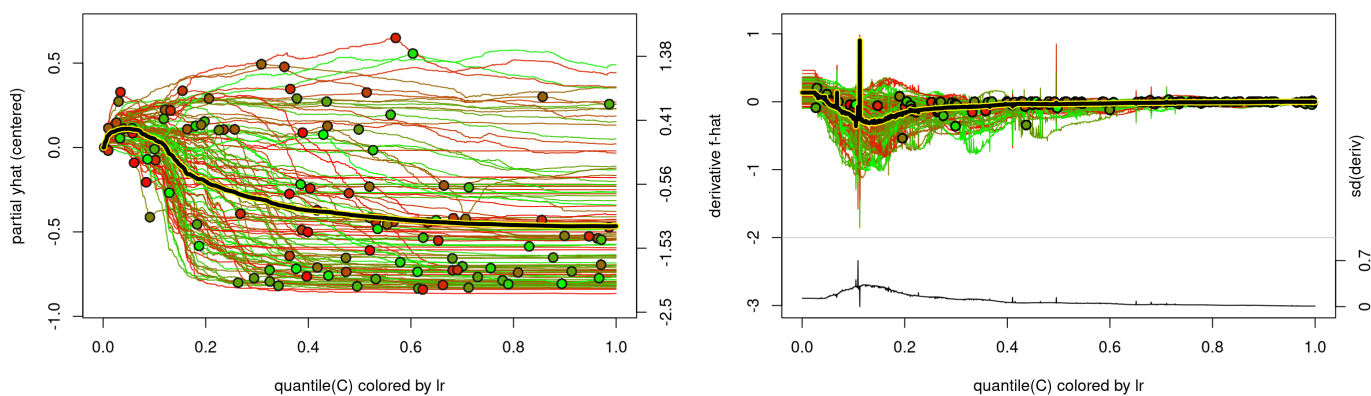 partial yhat (centered)
0.5
0.0
-0.5
-1.0
1.38
0.41
-0.56
-1.53
-2.5
0.0 0.2 0.4 0.6 0.8 1.0
quantile(C) colored by lr
derivative f-hat
1
0
-1
-2
-3
sd(deriv)
0.7
0
0.0 0.2 0.4 0.6 0.8 1.0
quantile(C) colored by lr